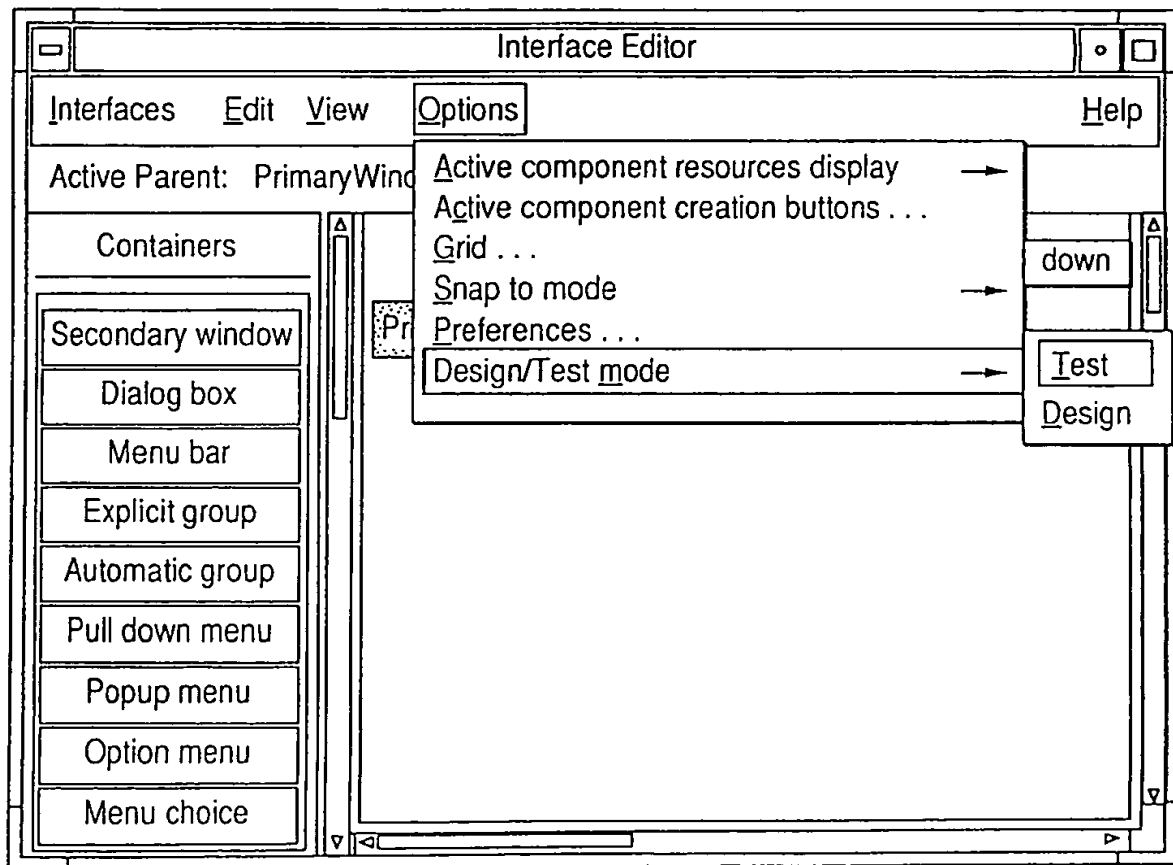 Interface Editor
Interfaces Edit View Options Help
Active Parent: PrimaryWind
Active component resources display
Active component creation buttons . . .
Grid . . .
Snap to mode
Preferences . . .
Design/Test mode
Test
Design
down
Pr
Containers
Secondary window
Dialog box
Menu bar
Explicit group
Automatic group
Pull down menu
Popup menu
Option menu
Menu choice